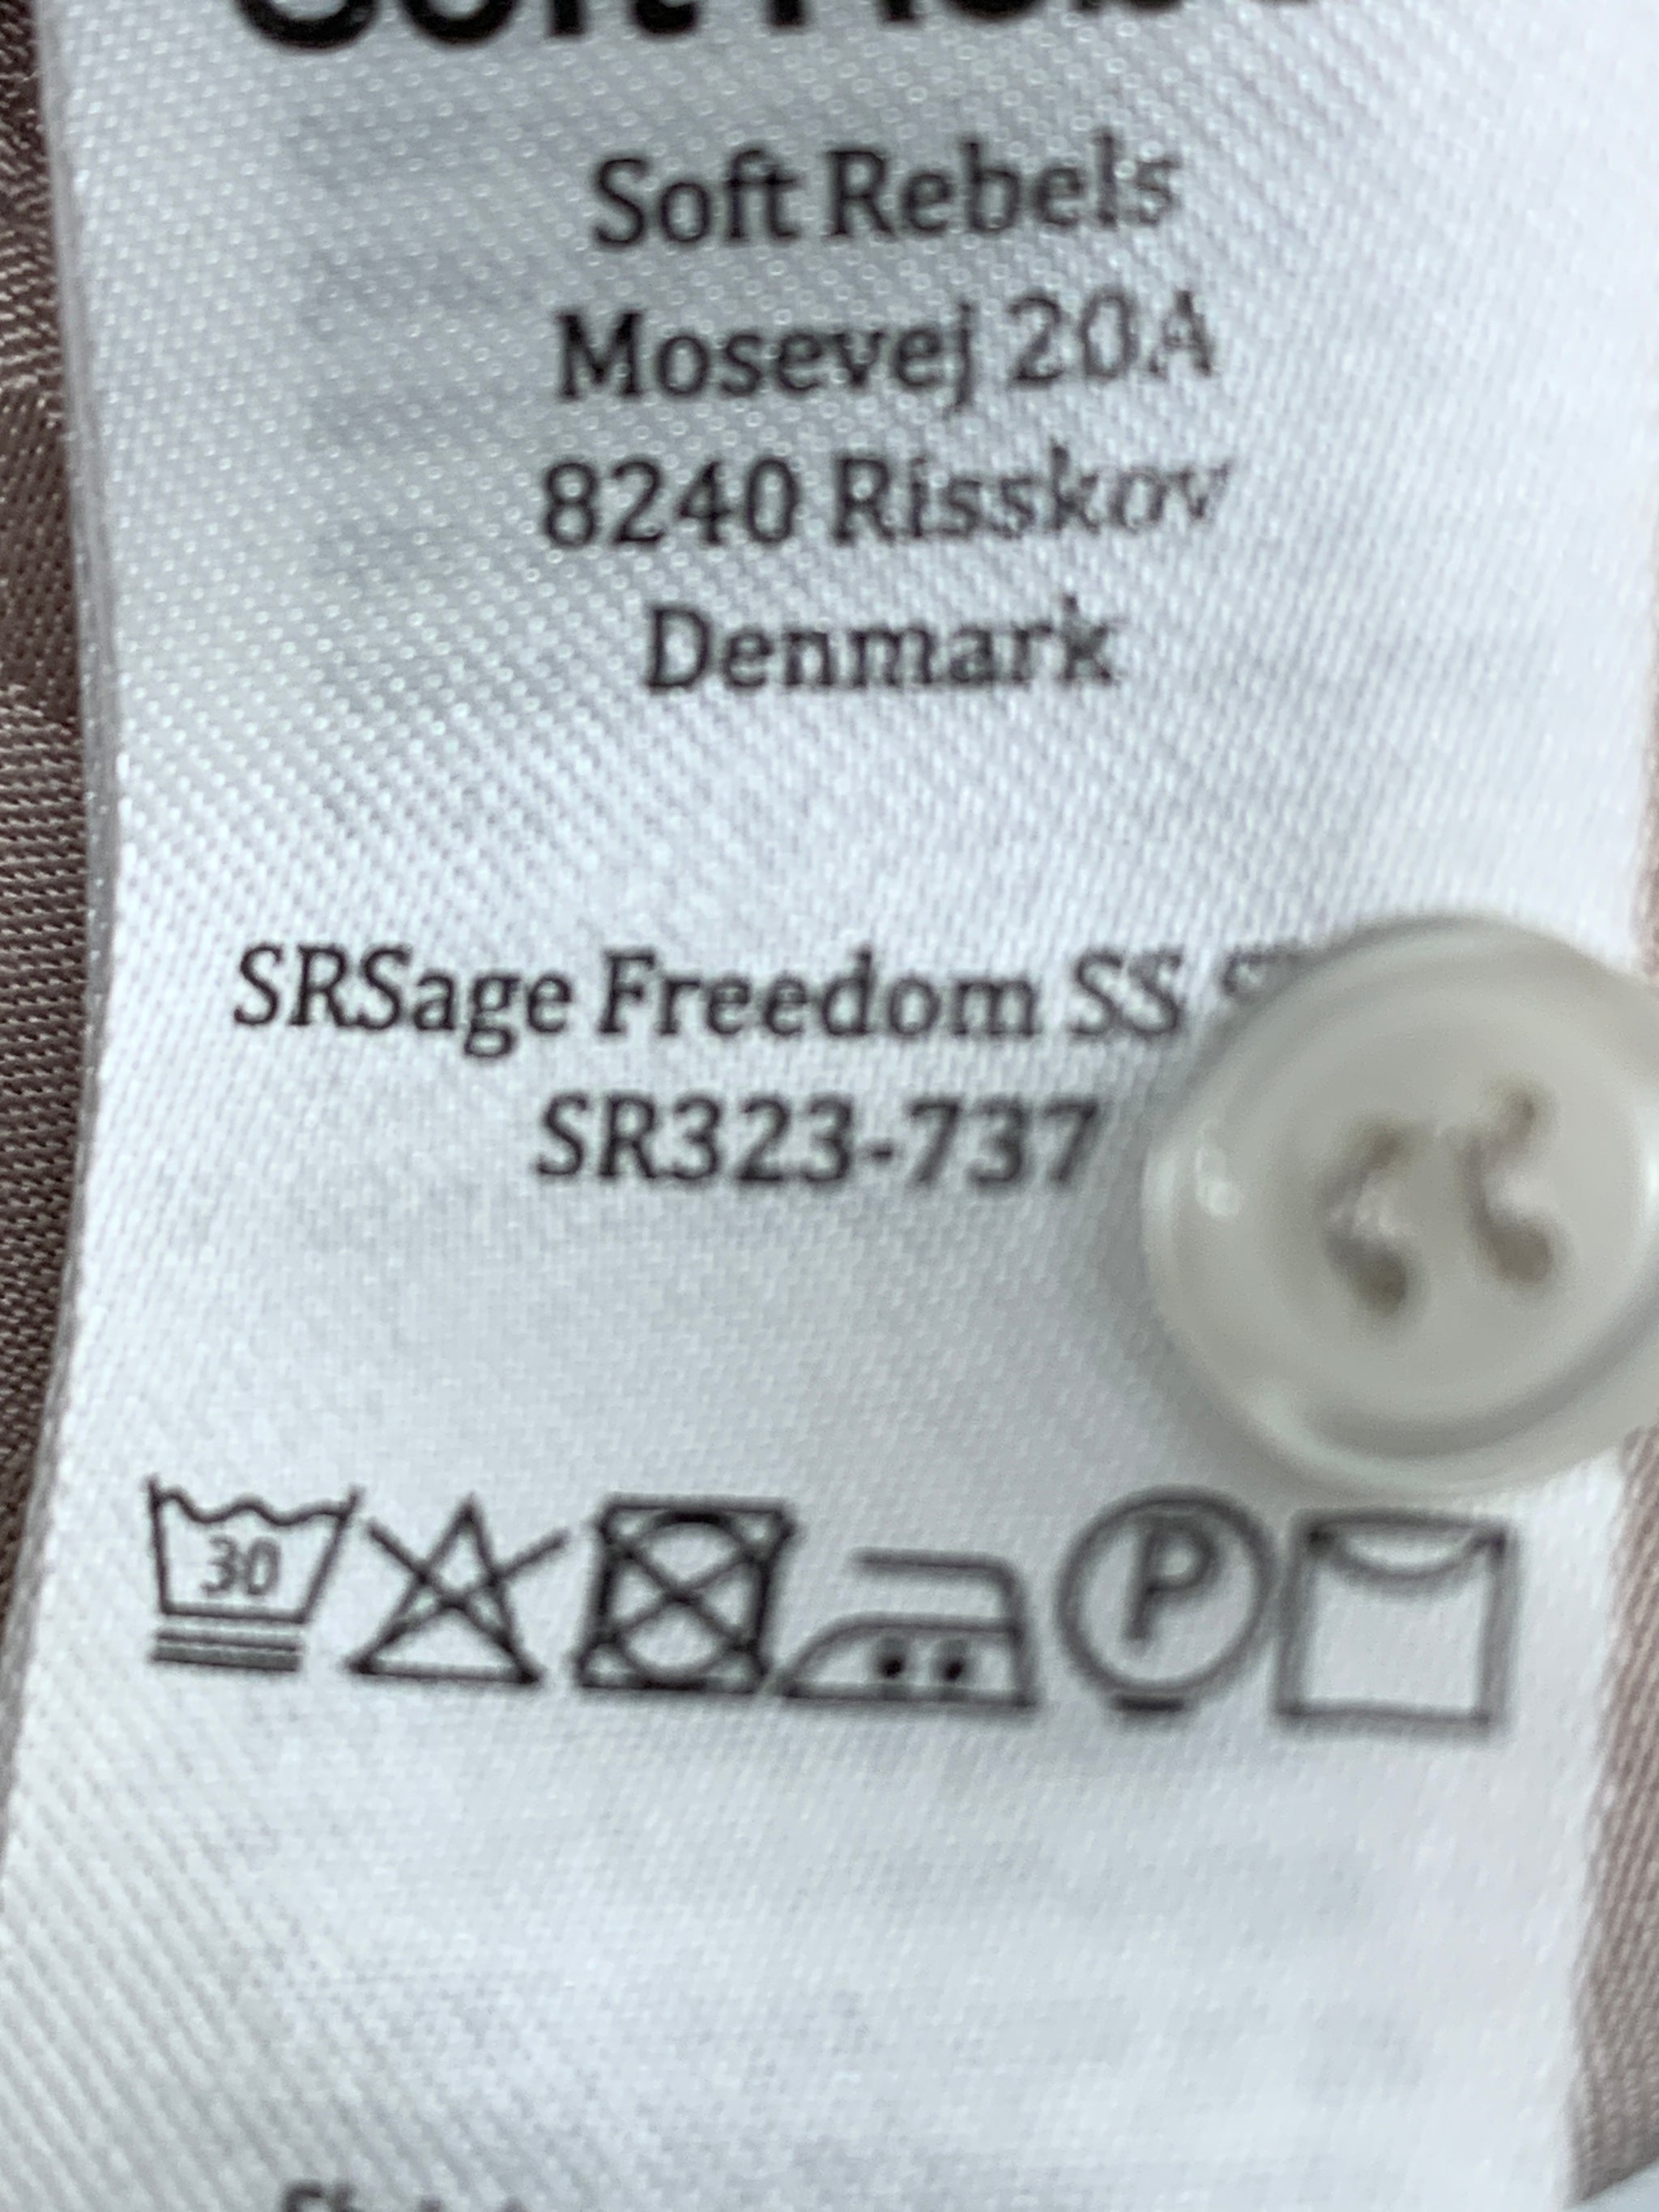 Soft Rebels
Mosevej 20A
8240 Risskov
Denmark
SRSage Freedom SS
SR323-737
30
P